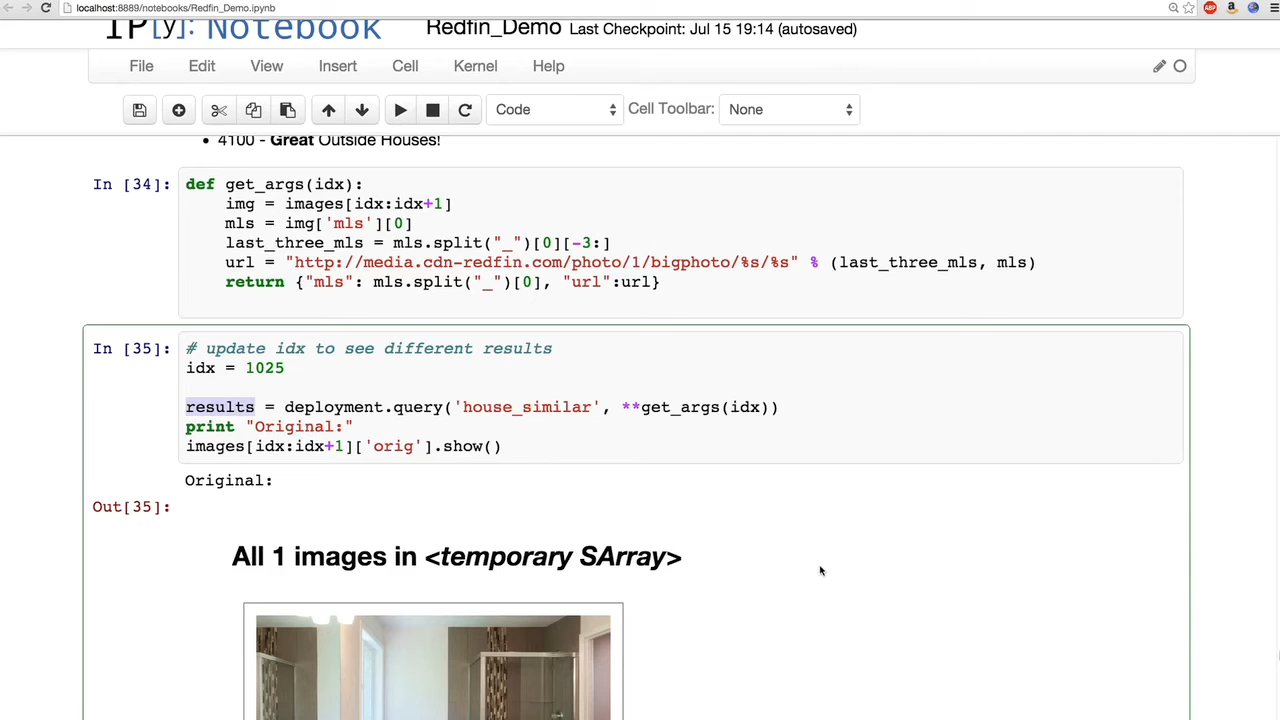 localhost:8889/notebooks/Redfin_Demo.ipynb
ABP
IP[y]: Notebook Redfin_Demo Last Checkpoint: Jul 15 19:14 (autosaved)
File Edit View Insert Cell Kernel Help
Code Cell Toolbar: None
• 4100 - Great Outside Houses!
In [34]: def get_args(idx):
img = images[idx:idx+1]
mls = img['mls'][0]
last_three_mls = mls.split("_")[0][-3:]
url = "http://media.cdn-redfin.com/photo/1/bigphoto/%s/%s" % (last_three_mls, mls)
return {"mls": mls.split("_")[0], "url":url}
In [35]: # update idx to see different results
idx = 1025
results = deployment.query('house_similar', **get_args(idx))
print "Original:"
images[idx:idx+1]['orig'].show()
Original:
Out[35]:
All 1 images in <temporary SArray>